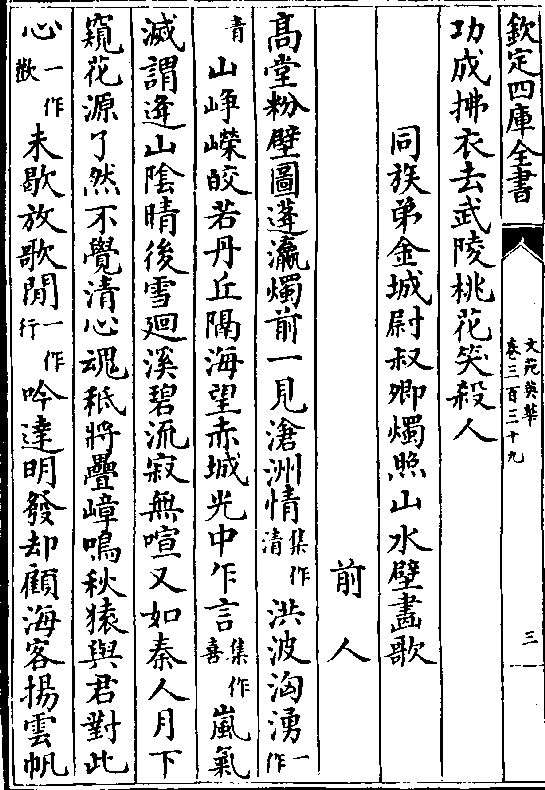 欽定四庫全書
文苑英華
卷三百三十九
三
功成拂衣去武陵桃花笑殺人
同族弟金城尉叔卿燭照山水壁畫歌
前人
高堂粉壁圖蓬瀛燭前一見滄洲情集作清洪波洶湧一作
青山崢嶸皎若丹丘隔海望赤城光中乍言集作喜嵐氣
滅謂逢山陰晴後雪廻溪碧流寂無喧又如秦人月下
窺花源了然不覺清心魂秪將疊嶂鳴秋猿與君對此
心一作歡未歇放歌閒一作行吟達明發却顧海客揚雲帆